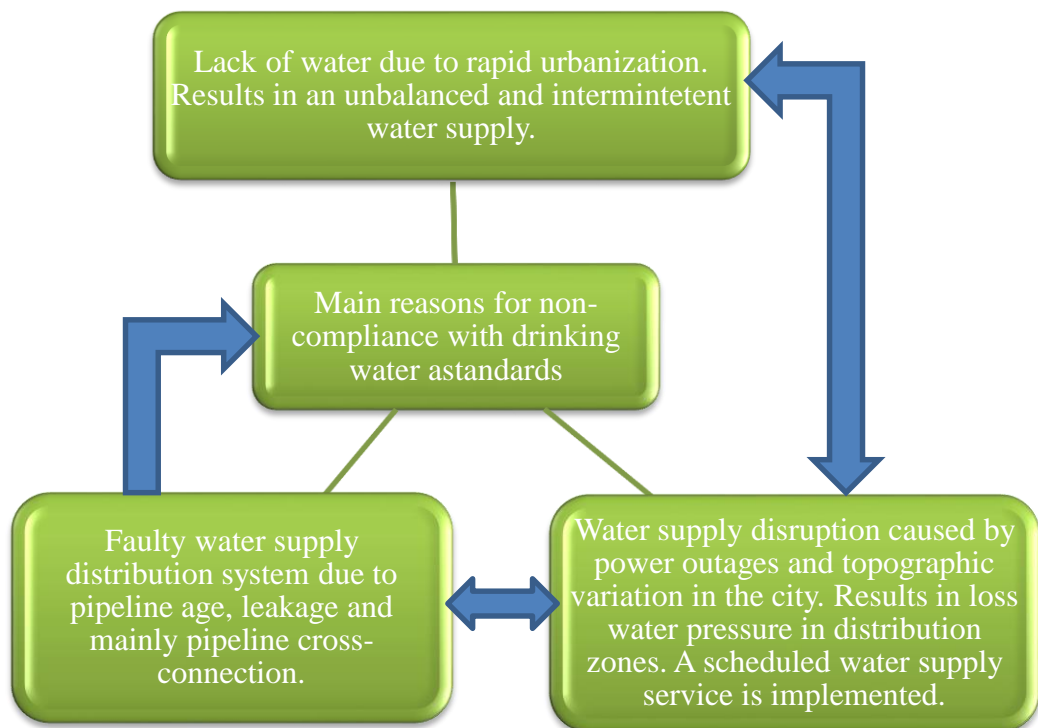 Lack of water due to rapid urbanization.
Results in an unbalanced and intermintetent
water supply.
Main reasons for non-
compliance with drinking
water astandards
Faulty water supply
distribution system due to
pipeline age, leakage and
mainly pipeline cross-
connection.
Water supply disruption caused by
power outages and topographic
variation in the city. Results in loss
water pressure in distribution
zones. A scheduled water supply
service is implemented.